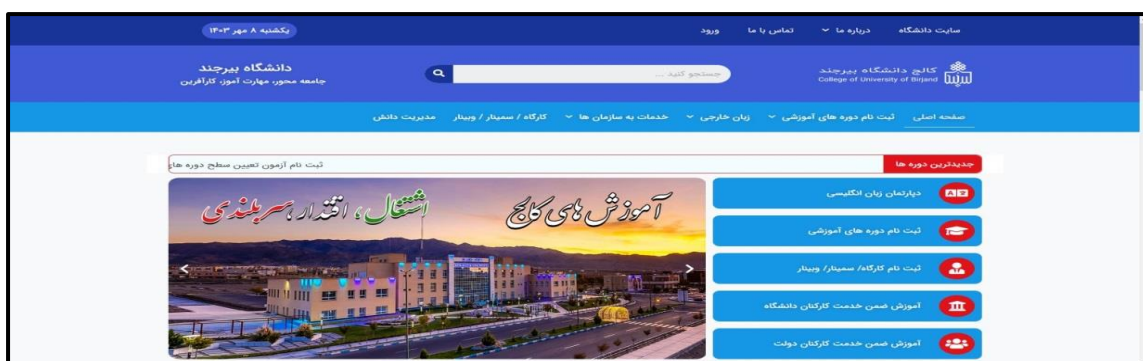 سایت دانشگاه درباره ما تماس با ما ورود
یکشنبه ۸ مهر ۱۴۰۳
کالج دانشگاه بیرجند
College of University of Birjand
جستجو کنید ...
دانشگاه بیرجند
جامعه محور، مهارت آموز، کارآفرین
صفحه اصلی ثبت نام دوره های آموزشی زبان خارجی خدمات به سازمان ها کارگاه / سمینار / وبینار مدیریت دانش
جدیدترین دوره ها
ثبت نام آزمون تعیین سطح دوره های
دپارتمان زبان انگلیسی
ثبت نام دوره های آموزشی
ثبت نام کارگاه/ سمینار/ وبینار
آموزش ضمن خدمت کارکنان دانشگاه
آموزش ضمن خدمت کارکنان دولت
آموزش های کالج اشتغال، اقتدار، سربلندی